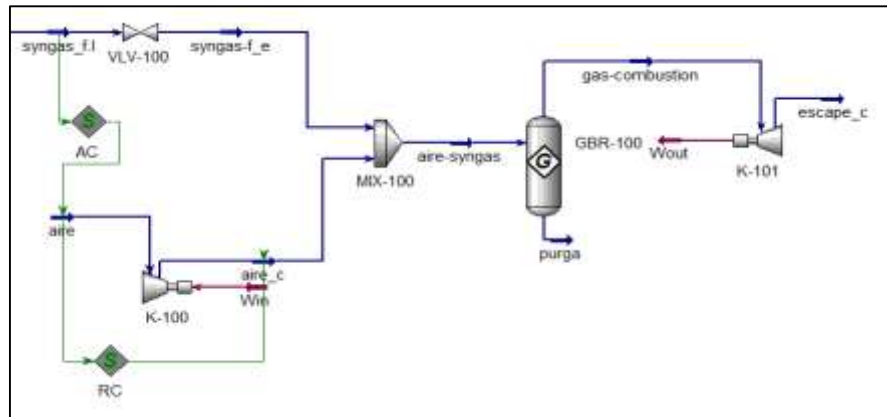 syngas_f.l
VLV-100
syngas-f_e
S
AC
aire
K-100
aire_c
Win
S
RC
MIX-100
aire-syngas
G
GBR-100
purga
gas-combustion
Wout
K-101
escape_c